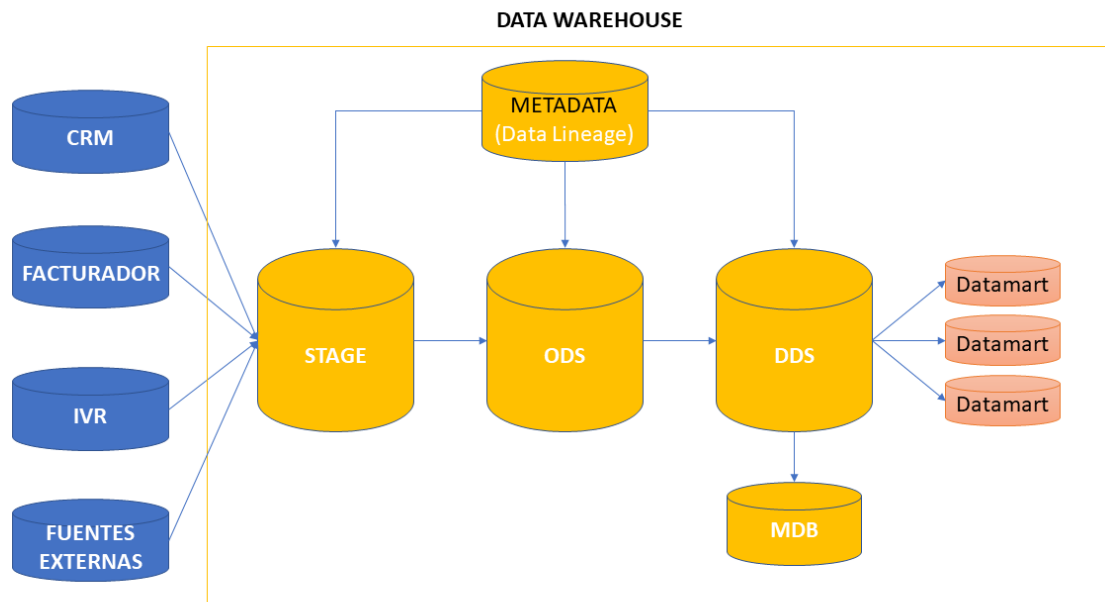 DATA WAREHOUSE
METADATA
(Data Lineage)
CRM
FACTURADOR
IVR
FUENTES
EXTERNAS
STAGE
ODS
DDS
MDB
Datamart
Datamart
Datamart